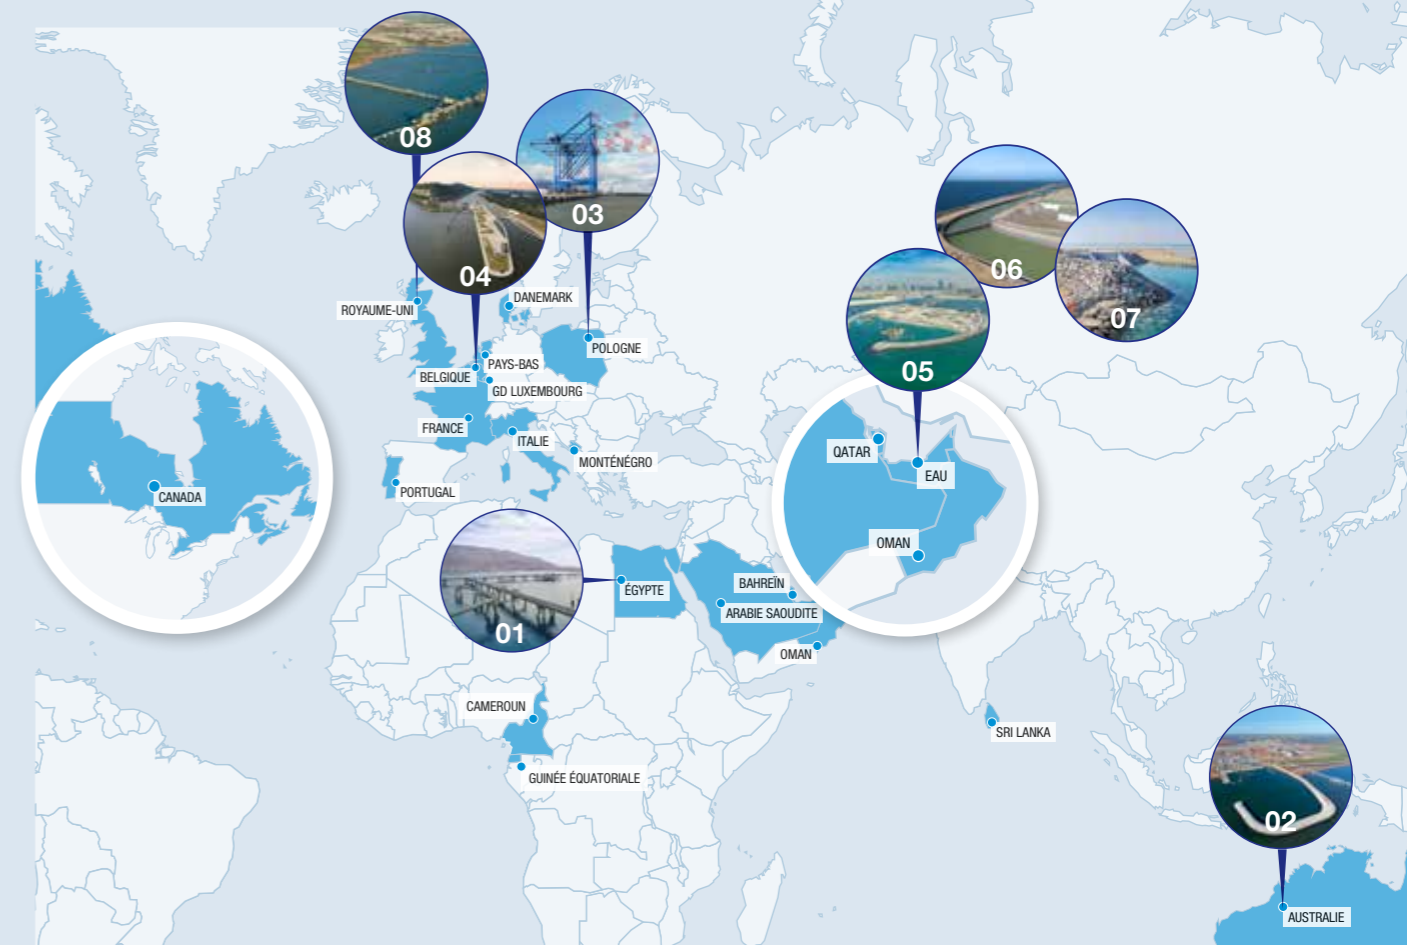 08
03
04
06
07
05
ROYAUME-UNI
DANEMARK
POLOGNE
PAYS-BAS
BELGIQUE
GD LUXEMBOURG
FRANCE
ITALIE
MONTÉNÉGRO
PORTUGAL
CANADA
QATAR
EAU
OMAN
01
ÉGYPTE
BAHREÏN
ARABIE SAOUDITE
OMAN
CAMEROUN
GUINÉE ÉQUATORIALE
SRI LANKA
02
AUSTRALIE